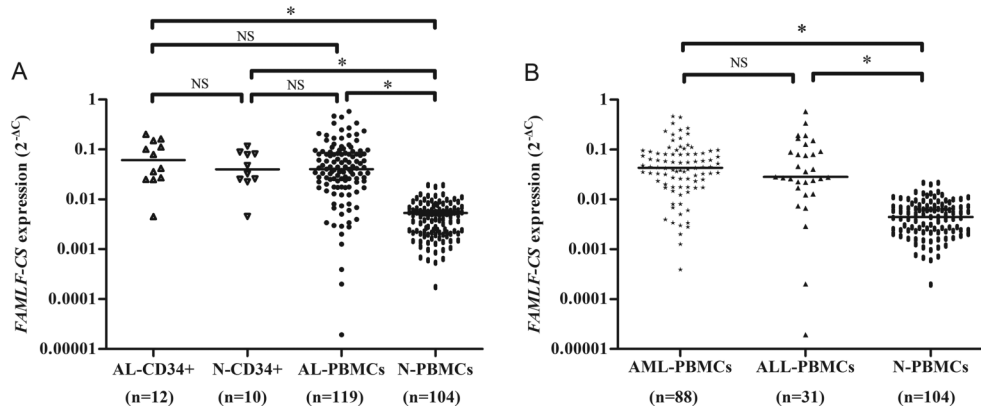 A
*
NS
*
NS
NS
*
FAMLF-CS expression (2^-ΔC)
1
0.1
0.01
0.001
0.0001
0.00001
AL-CD34+ N-CD34+ AL-PBMCs N-PBMCs
(n=12) (n=10) (n=119) (n=104)
B
*
NS
*
FAMLF-CS expression (2^-ΔC)
1
0.1
0.01
0.001
0.0001
0.00001
AML-PBMCs ALL-PBMCs N-PBMCs
(n=88) (n=31) (n=104)